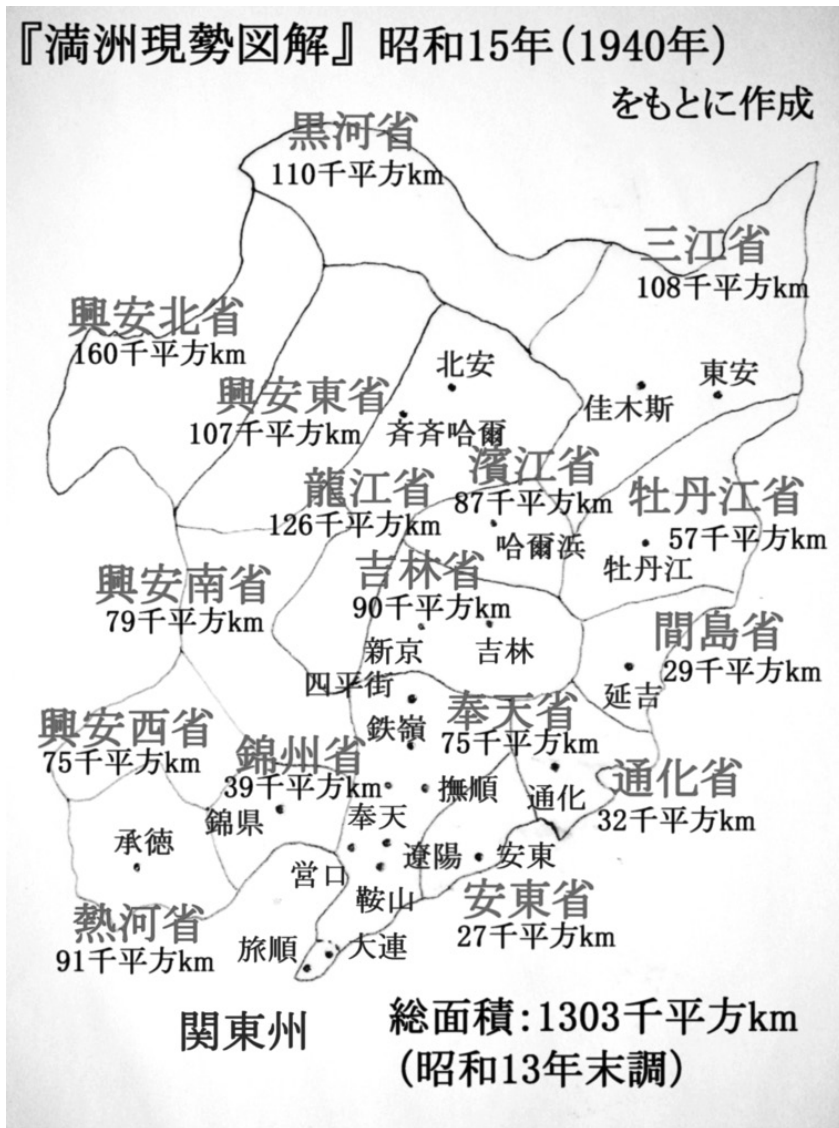 『満洲現勢図解』昭和15年(1940年)
をもとに作成
黒河省
110千平方km
三江省
108千平方km
興安北省
160千平方km
北安
東安
佳木斯
興安東省
107千平方km
斉斉哈爾
濱江省
87千平方km
哈爾浜
龍江省
126千平方km
牡丹江省
57千平方km
牡丹江
興安南省
79千平方km
吉林省
90千平方km
新京
吉林
間島省
29千平方km
延吉
四平街
鉄嶺
奉天省
75千平方km
興安西省
75千平方km
錦州省
39千平方km
錦県
奉天
撫順
通化
通化省
32千平方km
承徳
営口
遼陽
安東
鞍山
安東省
27千平方km
熱河省
91千平方km
旅順
大連
関東州
総面積:1303千平方km
(昭和13年末調)